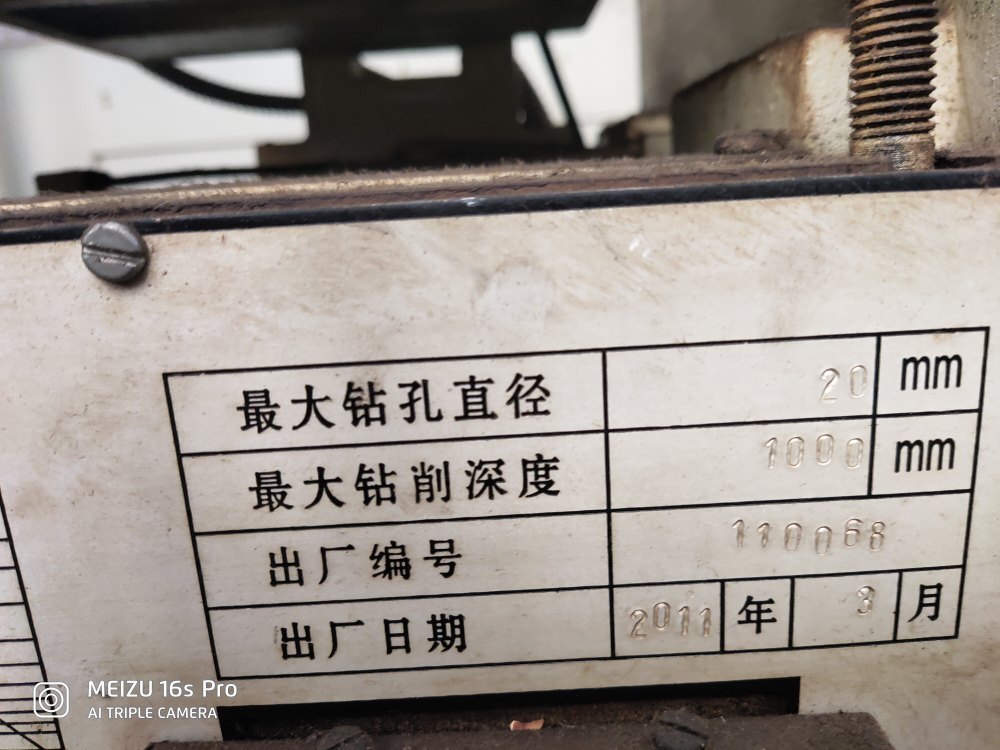 最大钻孔直径 20 mm
最大钻削深度 1000 mm
出厂编号 110068
出厂日期 2011 年 3 月
MEIZU 16s Pro
AI TRIPLE CAMERA